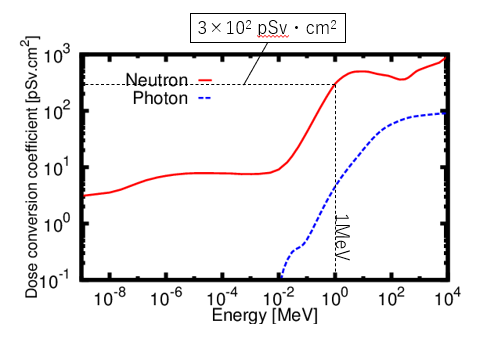 3×10² pSv・cm²
Dose conversion coefficient [pSv.cm²]
10³
10²
10¹
10⁰
10⁻¹
Neutron
Photon
1MeV
10⁻⁸
10⁻⁶
10⁻⁴
10⁻²
10⁰
10²
10⁴
Energy [MeV]